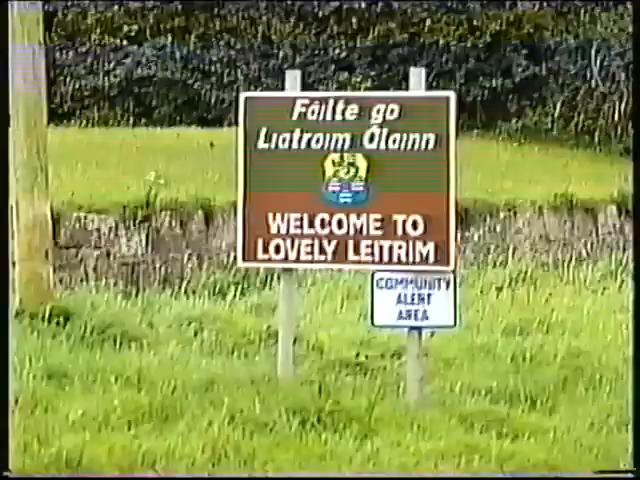 Fáilte go
Liatroim Álainn
WELCOME TO
LOVELY LEITRIM
COMMUNITY
ALERT
AREA